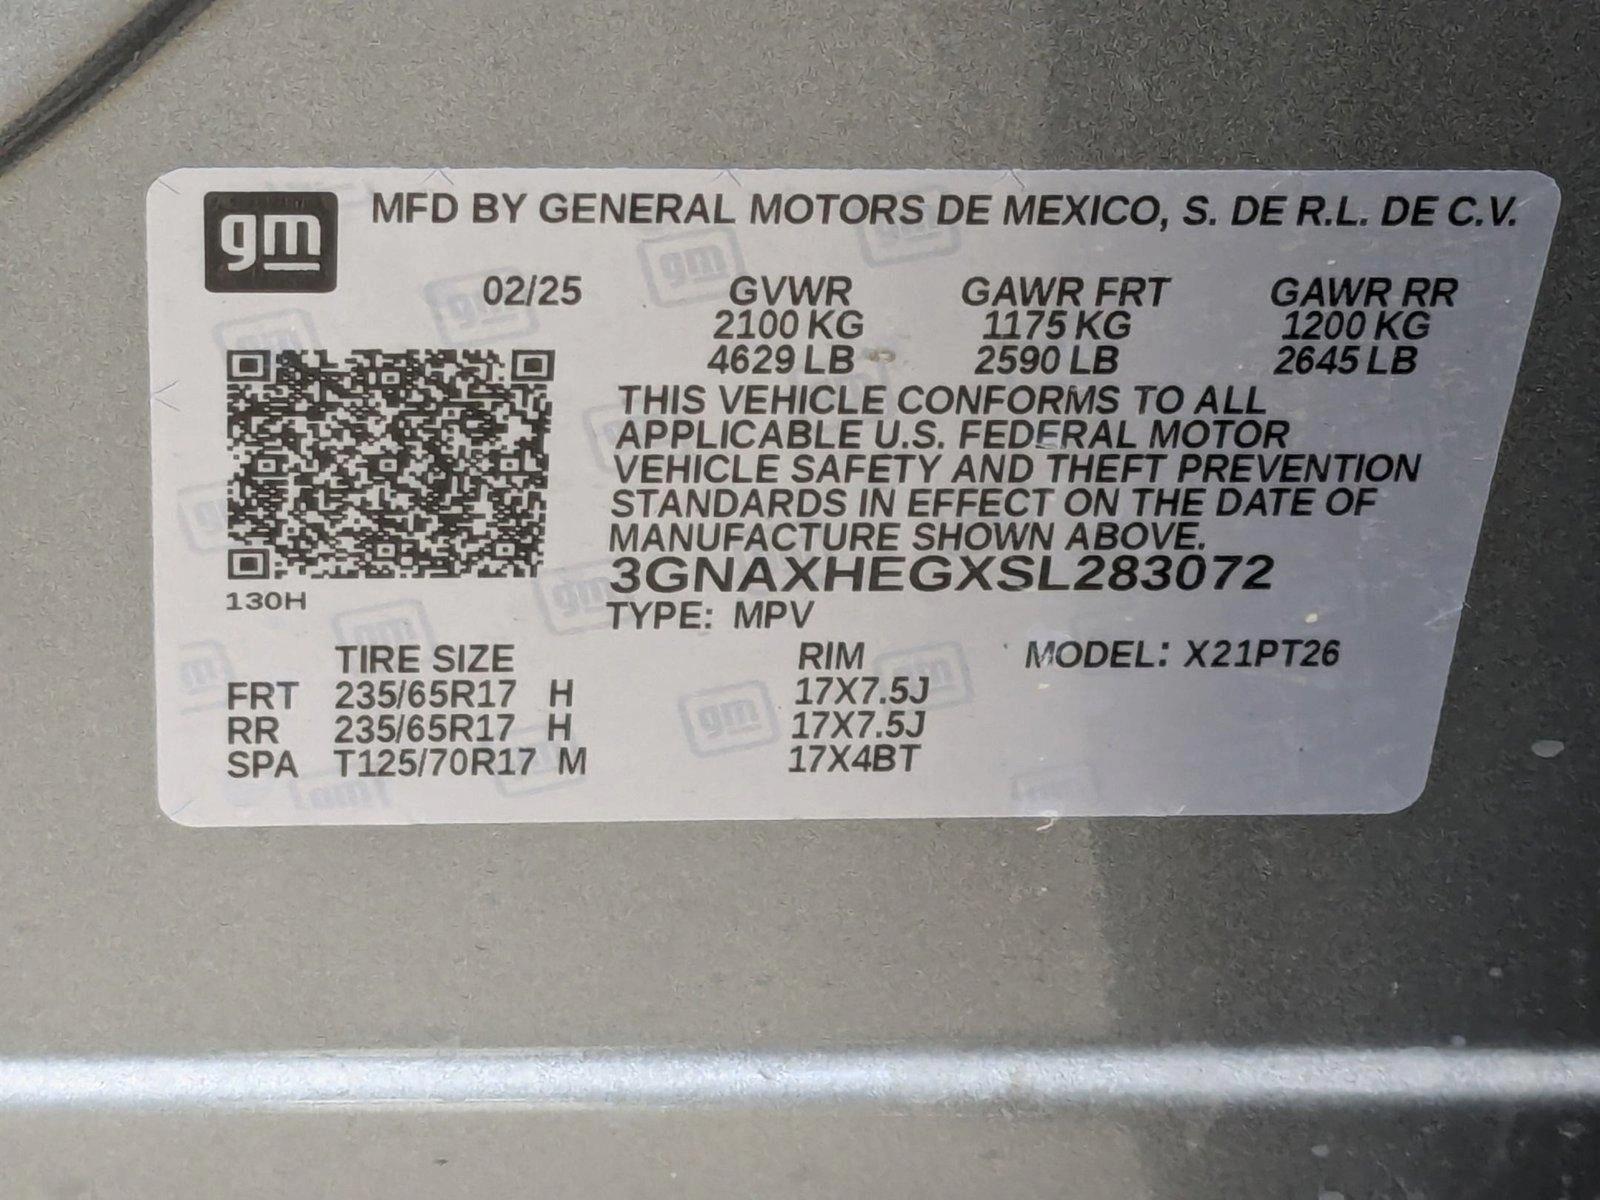 gm MFD BY GENERAL MOTORS DE MEXICO, S. DE R.L. DE C.V.
02/25 GVWR GAWR FRT GAWR RR
2100 KG 1175 KG 1200 KG
4629 LB 2590 LB 2645 LB
THIS VEHICLE CONFORMS TO ALL
APPLICABLE U.S. FEDERAL MOTOR
VEHICLE SAFETY AND THEFT PREVENTION
STANDARDS IN EFFECT ON THE DATE OF
MANUFACTURE SHOWN ABOVE.
3GNAXHEGXSL283072
130H
TYPE: MPV
TIRE SIZE RIM MODEL: X21PT26
FRT 235/65R17 H 17X7.5J
RR 235/65R17 H 17X7.5J
SPA T125/70R17 M 17X4BT